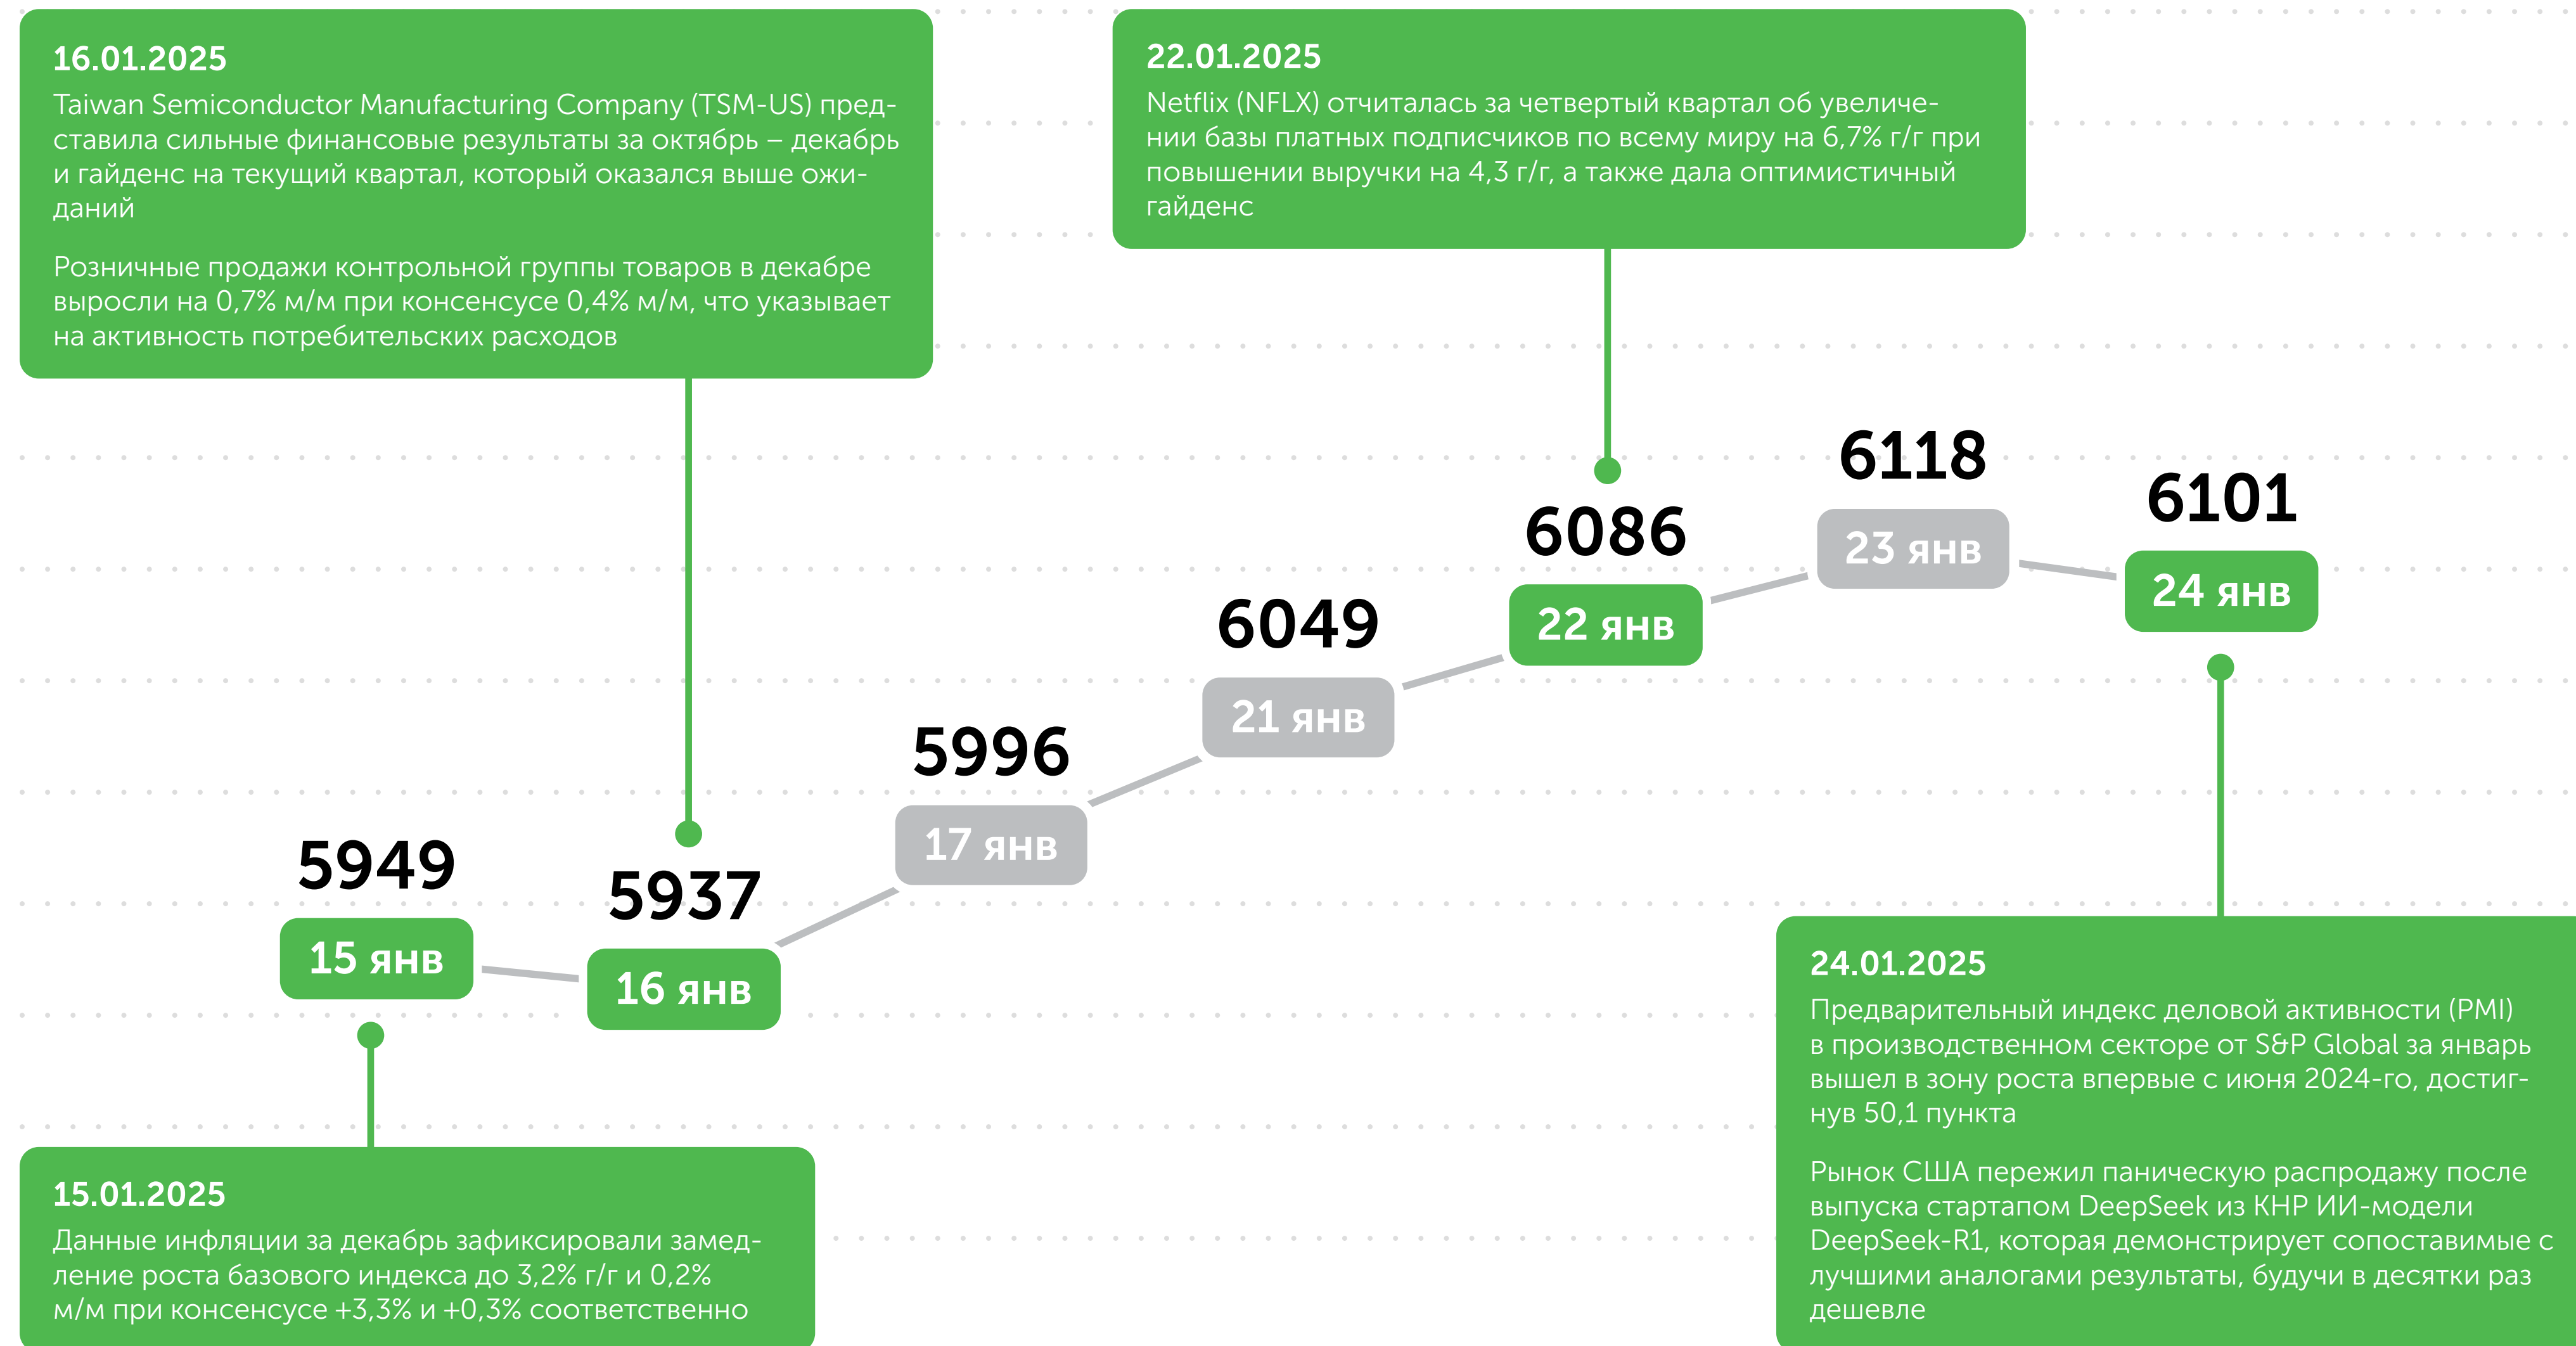 16.01.2025
Taiwan Semiconductor Manufacturing Company (TSM-US) пред-
ставила сильные финансовые результаты за октябрь – декабрь
и гайденс на текущий квартал, который оказался выше ожи-
даний
Розничные продажи контрольной группы товаров в декабре
выросли на 0,7% м/м при консенсусе 0,4% м/м, что указывает
на активность потребительских расходов
22.01.2025
Netflix (NFLX) отчиталась за четвертый квартал об увеличе-
нии базы платных подписчиков по всему миру на 6,7% г/г при
повышении выручки на 4,3 г/г, а также дала оптимистичный
гайденс
5949
15 янв
5937
16 янв
5996
17 янв
6049
21 янв
6086
22 янв
6118
23 янв
6101
24 янв
15.01.2025
Данные инфляции за декабрь зафиксировали замед-
ление роста базового индекса до 3,2% г/г и 0,2%
м/м при консенсусе +3,3% и +0,3% соответственно
24.01.2025
Предварительный индекс деловой активности (PMI)
в производственном секторе от S&P Global за январь
вышел в зону роста впервые с июня 2024-го, достиг-
нув 50,1 пункта
Рынок США пережил паническую распродажу после
выпуска стартапом DeepSeek из КНР ИИ-модели
DeepSeek-R1, которая демонстрирует сопоставимые с
лучшими аналогами результаты, будучи в десятки раз
дешевле